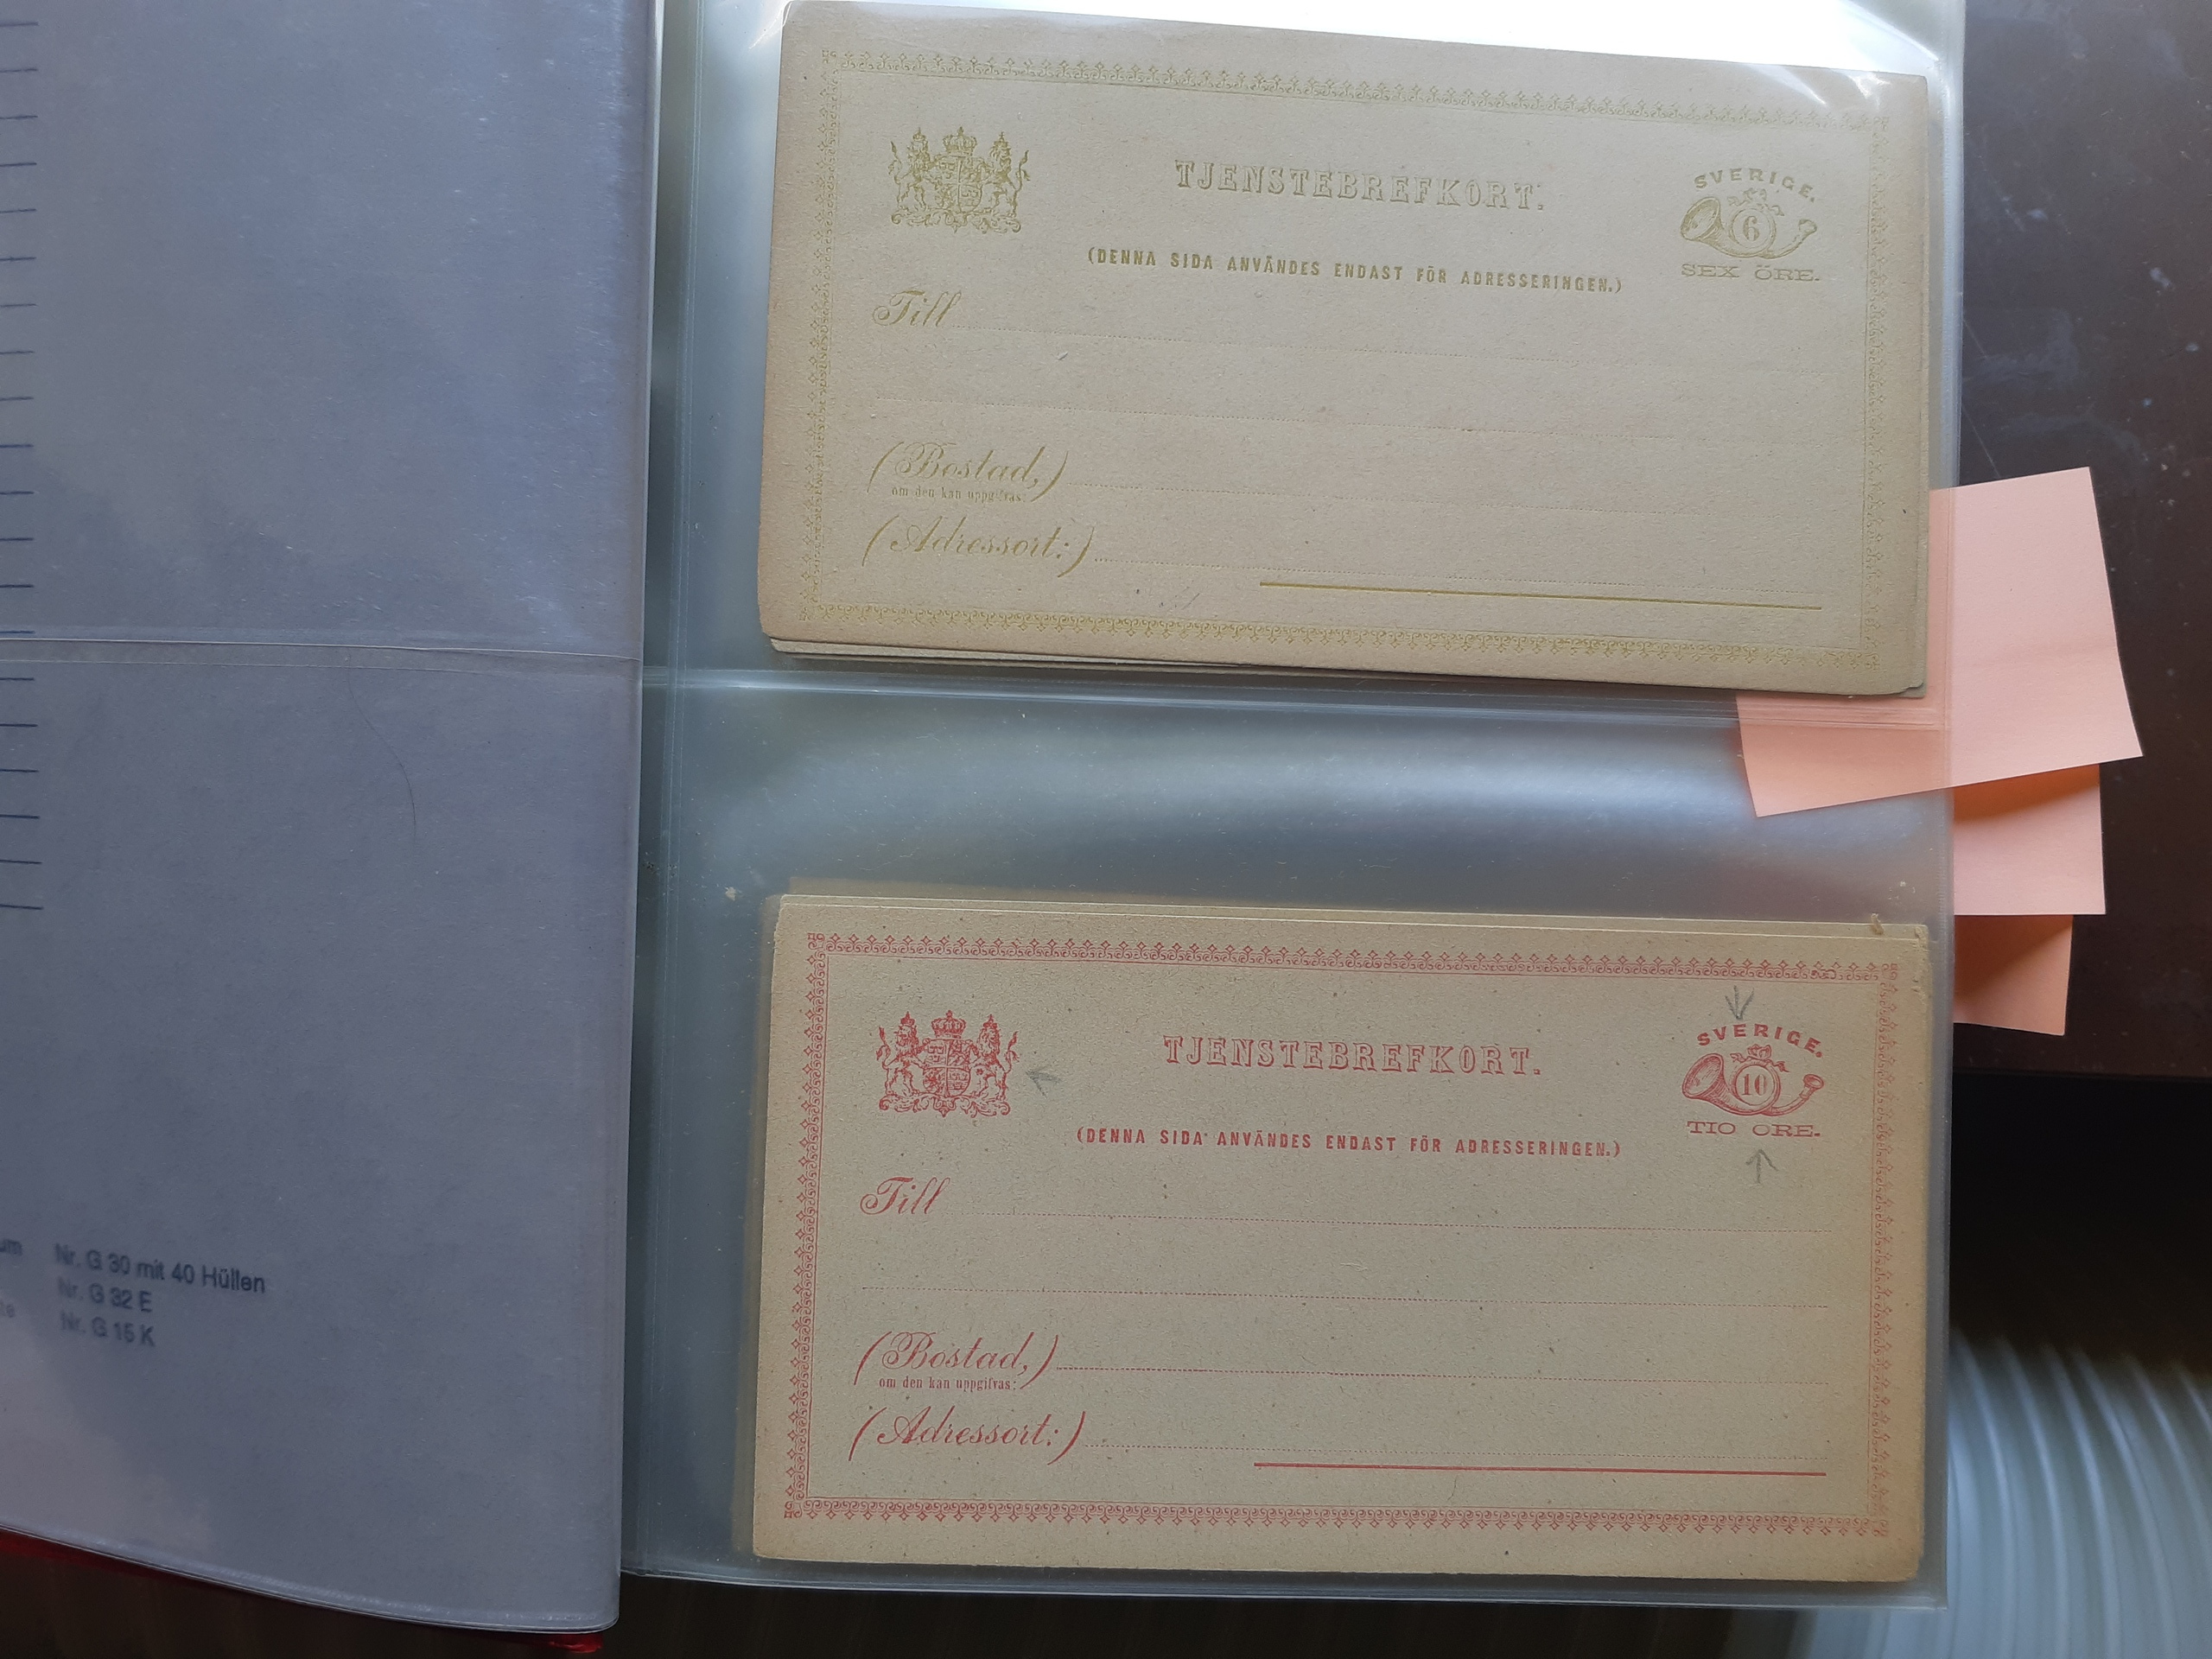 Nr. G 30 mit 40 Hüllen
Nr. G 32 E
Nr. G 15 K
TJENSTEBREFKORT.
SVERIGE.
6
SEX ÖRE.
(DENNA SIDA ANVÄNDES ENDAST FÖR ADRESSERINGEN.)
Till
(Bostad,)
om den kan uppgifvas:
(Adressort:)
TJENSTEBREFKORT.
SVERIGE.
10
TIO ORE.
(DENNA SIDA ANVÄNDES ENDAST FÖR ADRESSERINGEN.)
Till
(Bostad,)
om den kan uppgifvas:
(Adressort:)